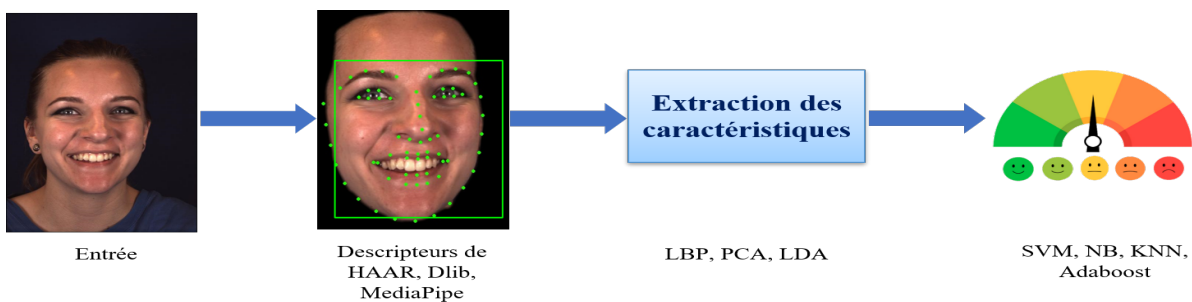 Extraction des
caractéristiques
Entrée
Descripteurs de
HAAR, Dlib,
MediaPipe
LBP, PCA, LDA
SVM, NB, KNN,
Adaboost